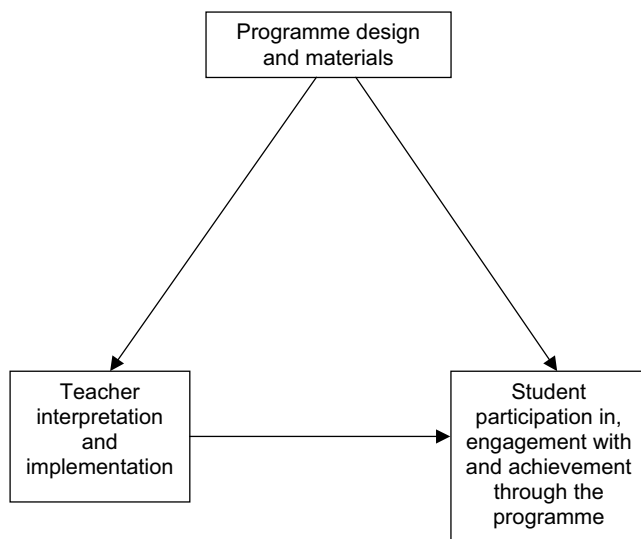 Programme design
and materials
Teacher
interpretation
and
implementation
Student
participation in,
engagement with
and achievement
through the
programme